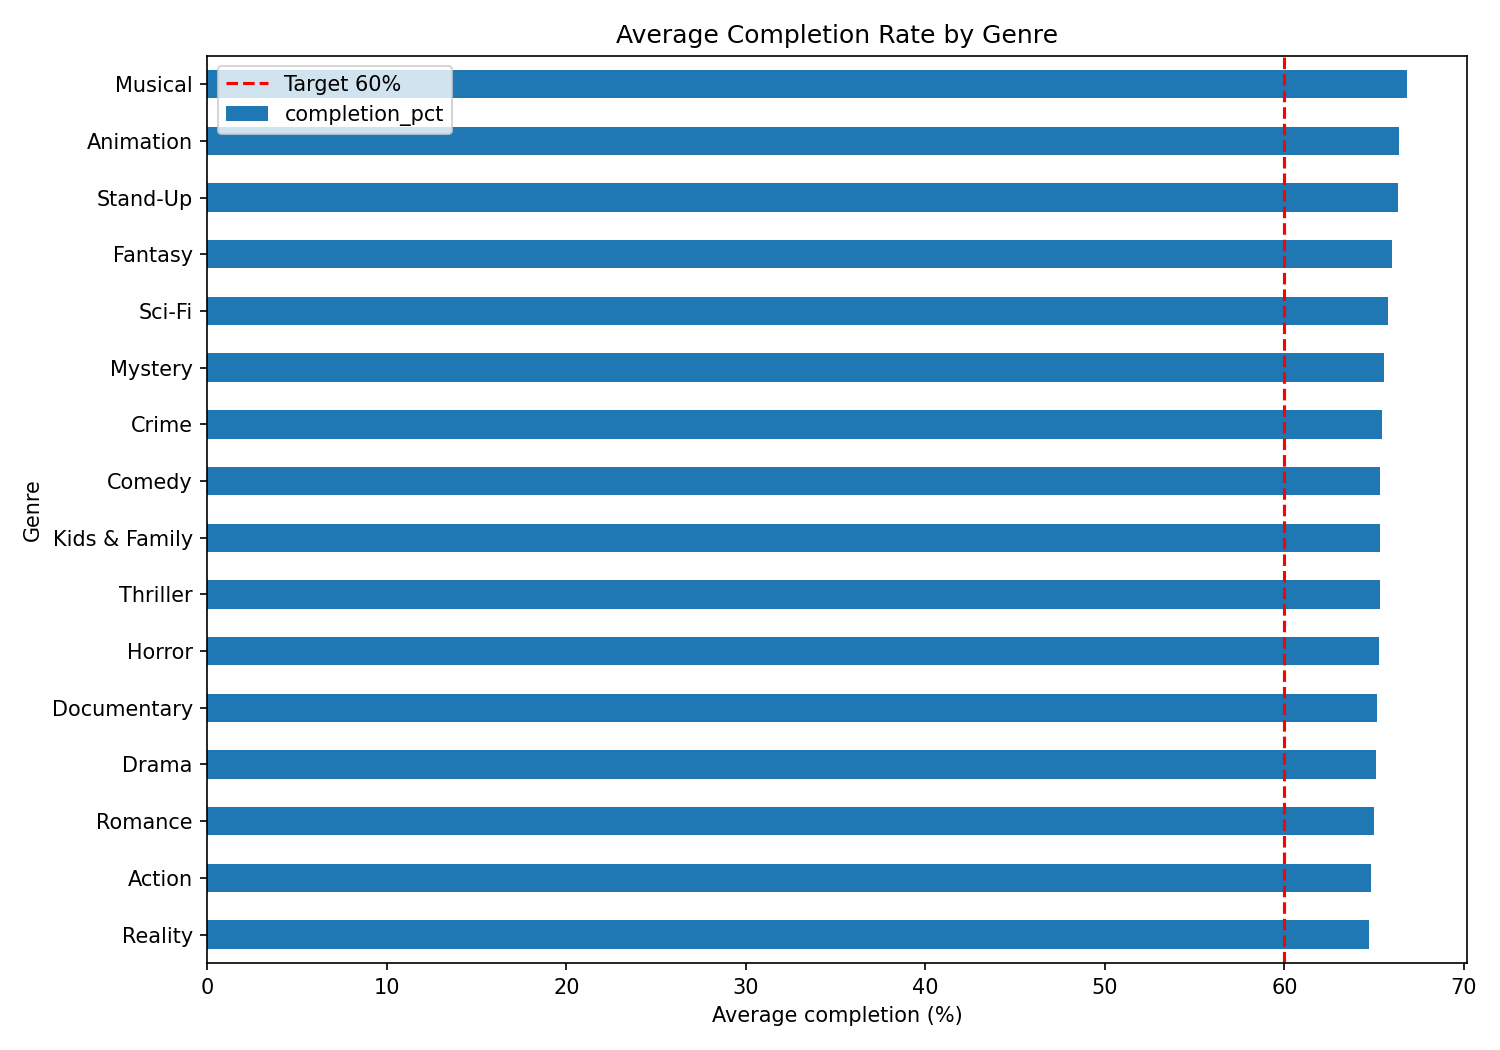 Average Completion Rate by Genre
Target 60%
completion_pct
Genre
Musical
Animation
Stand-Up
Fantasy
Sci-Fi
Mystery
Crime
Comedy
Kids & Family
Thriller
Horror
Documentary
Drama
Romance
Action
Reality
0 10 20 30 40 50 60 70
Average completion (%)